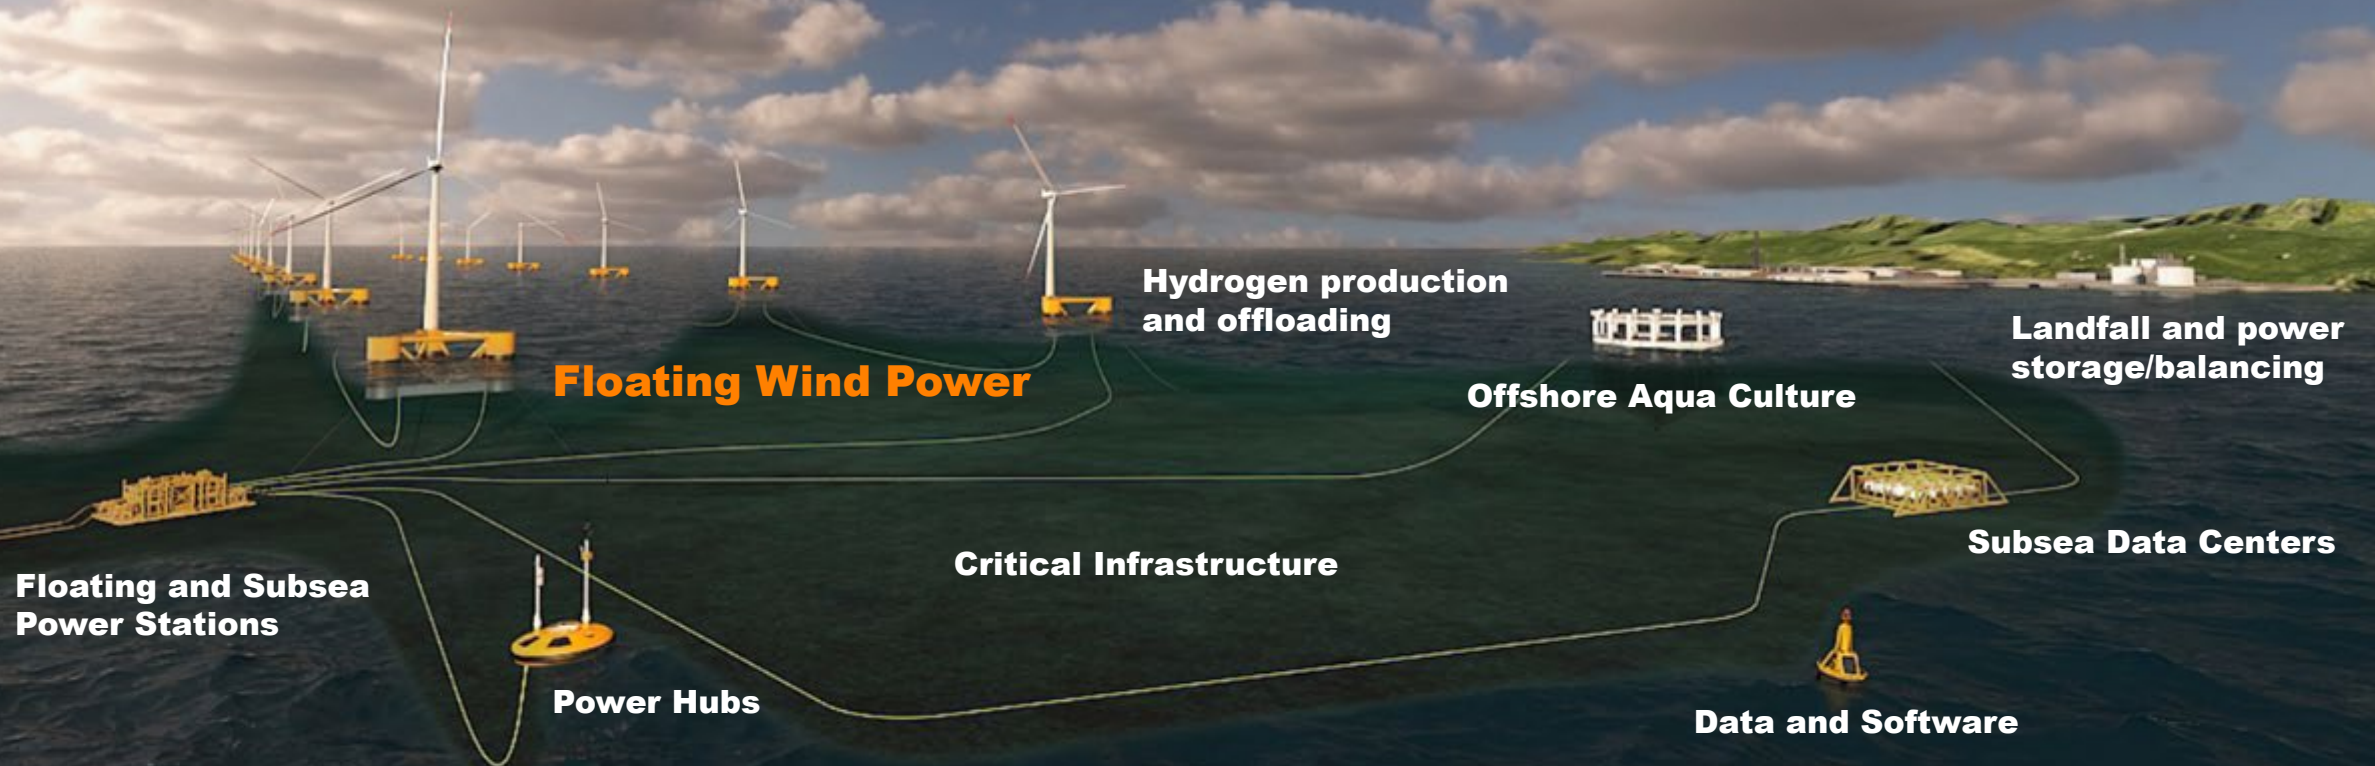 Hydrogen production
and offloading
Landfall and power
storage/balancing
Floating Wind Power
Offshore Aqua Culture
Subsea Data Centers
Critical Infrastructure
Floating and Subsea
Power Stations
Power Hubs
Data and Software